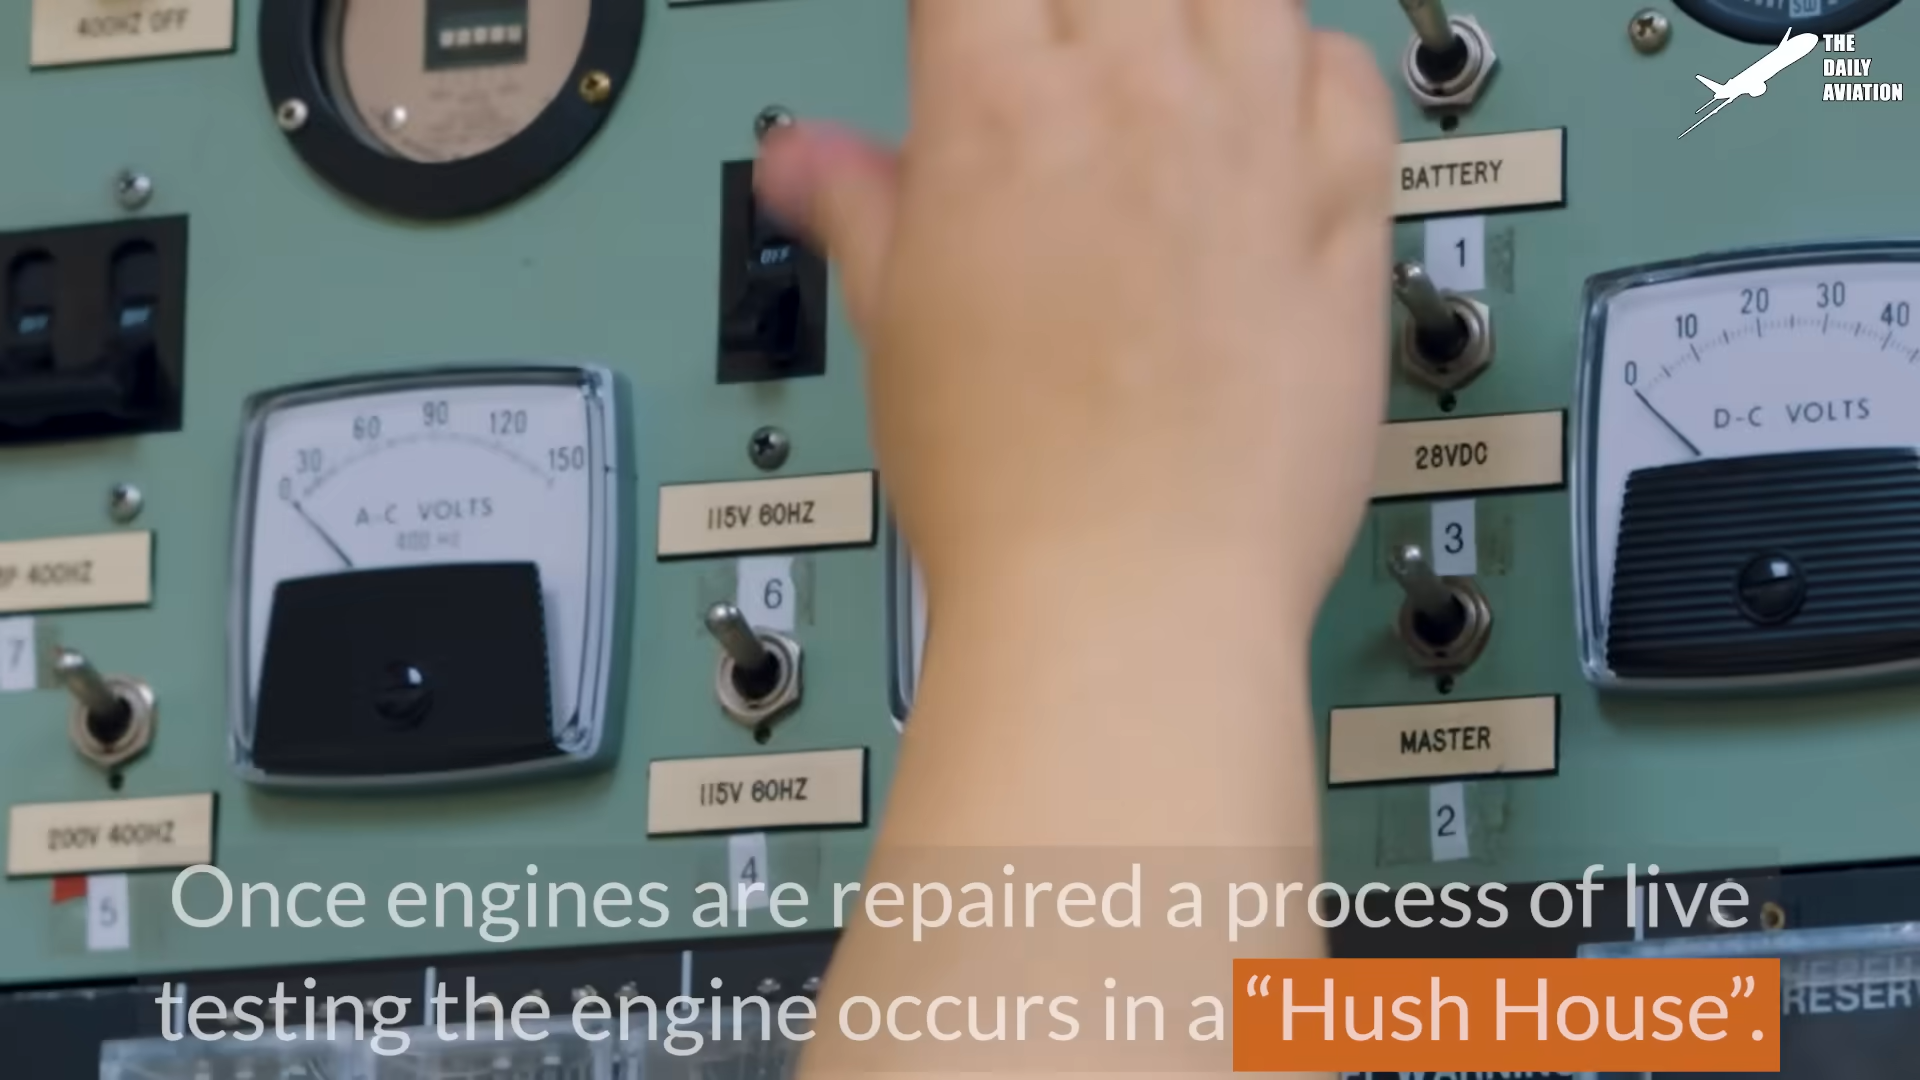 400HZ OFF
THE
DAILY
AVIATION
BATTERY
1
OFF
0 10 20 30 40
D-C VOLTS
28VDC
0 30 60 90 120 150
A-C VOLTS
115V 60HZ
400HZ
3
6
7
MASTER
115V 60HZ
2
200V 400HZ
4
5
Once engines are repaired a process of live
testing the engine occurs in a “Hush House”.